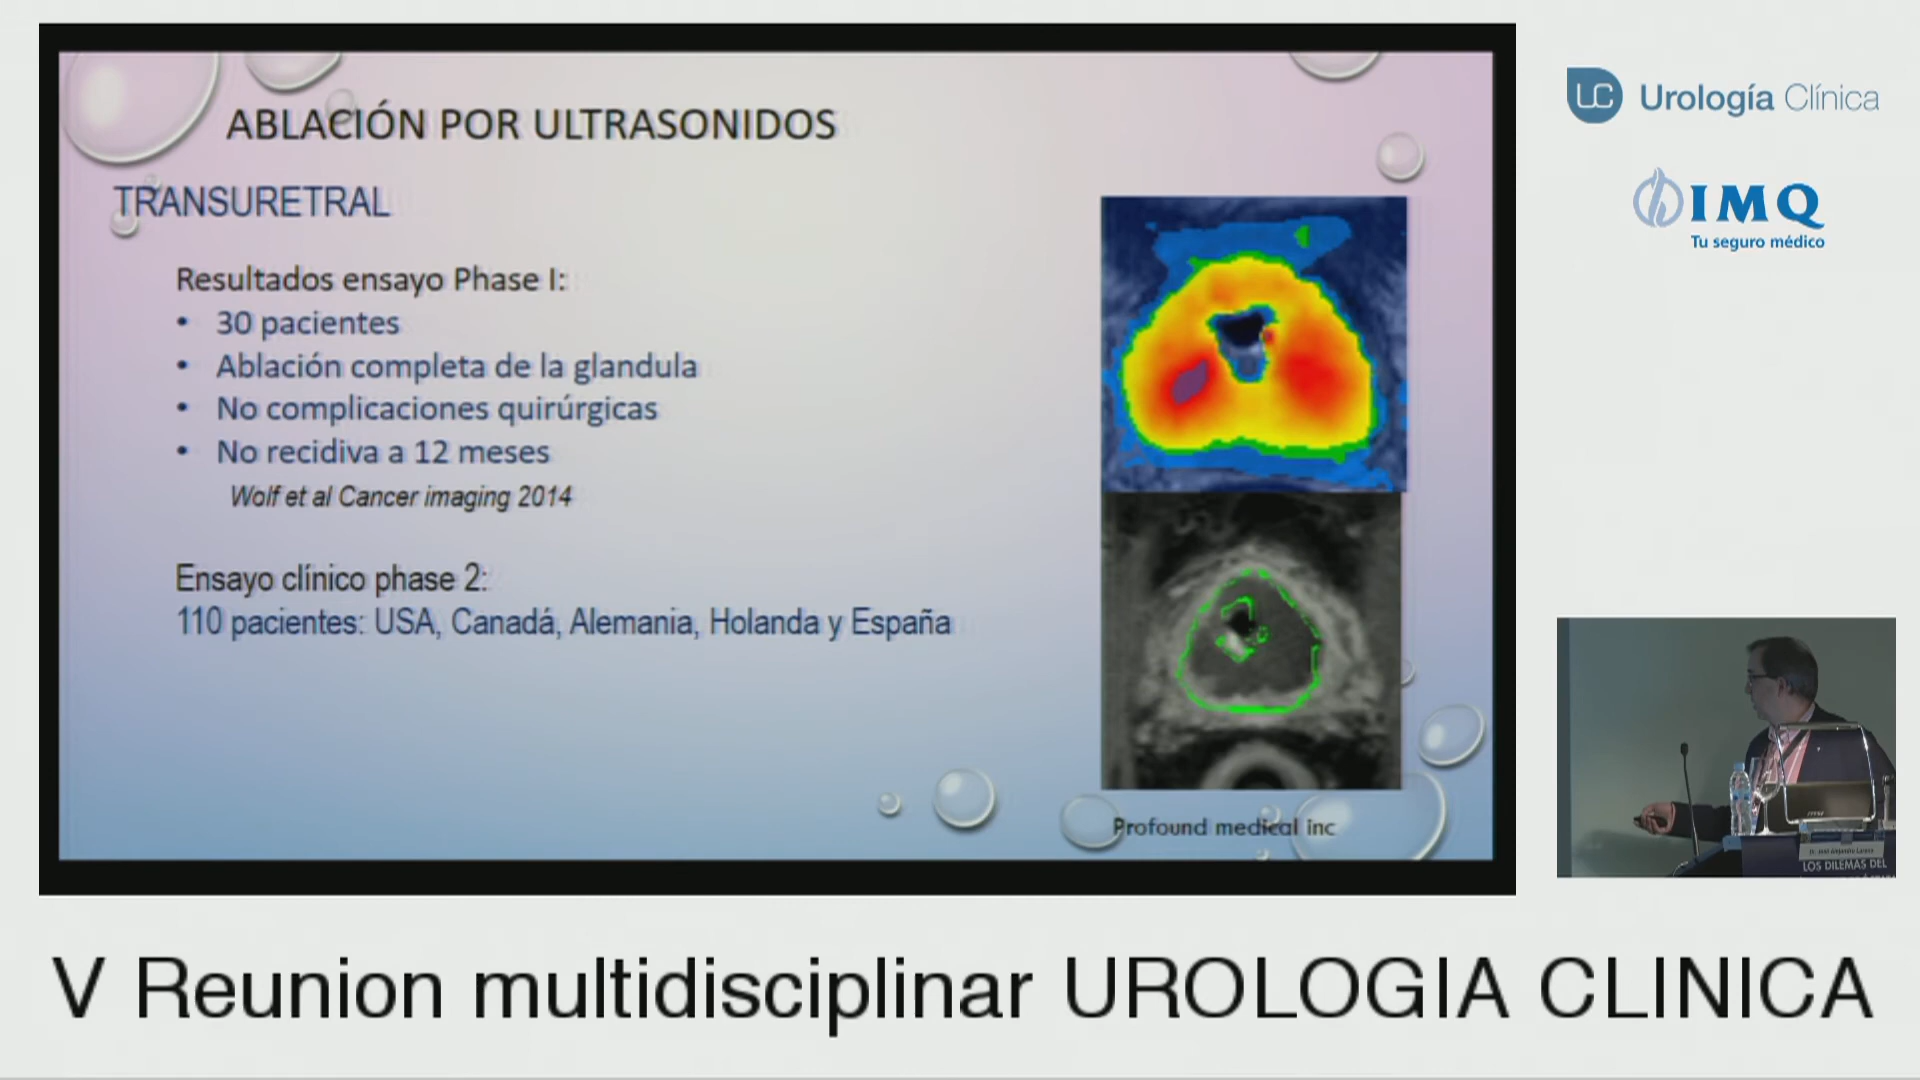 ABLACIÓN POR ULTRASONIDOS
TRANSURETRAL
Resultados ensayo Phase I:
• 30 pacientes
• Ablación completa de la glandula
• No complicaciones quirúrgicas
• No recidiva a 12 meses
Wolf et al Cancer imaging 2014
Ensayo clínico phase 2:
110 pacientes: USA, Canadá, Alemania, Holanda y España
Profound medical inc
UC Urología Clínica
IMQ
Tu seguro médico
LOS DILEMAS DEL
V Reunion multidisciplinar UROLOGIA CLINICA